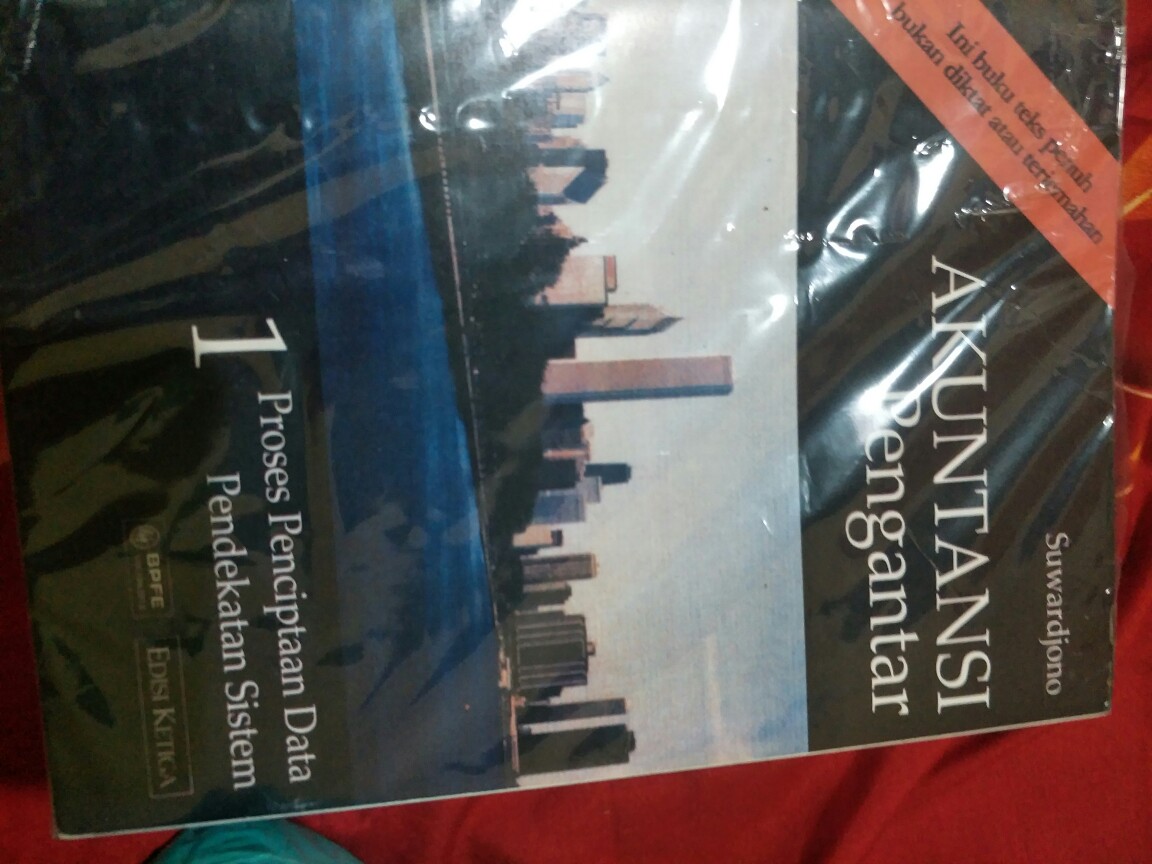 Ini buku teks penuh
bukan diktat atau terjemahan
Suwardjono
AKUNTANSI
Pengantar
1
Proses Penciptaan Data
Pendekatan Sistem
BPFE
EDISI KETIGA